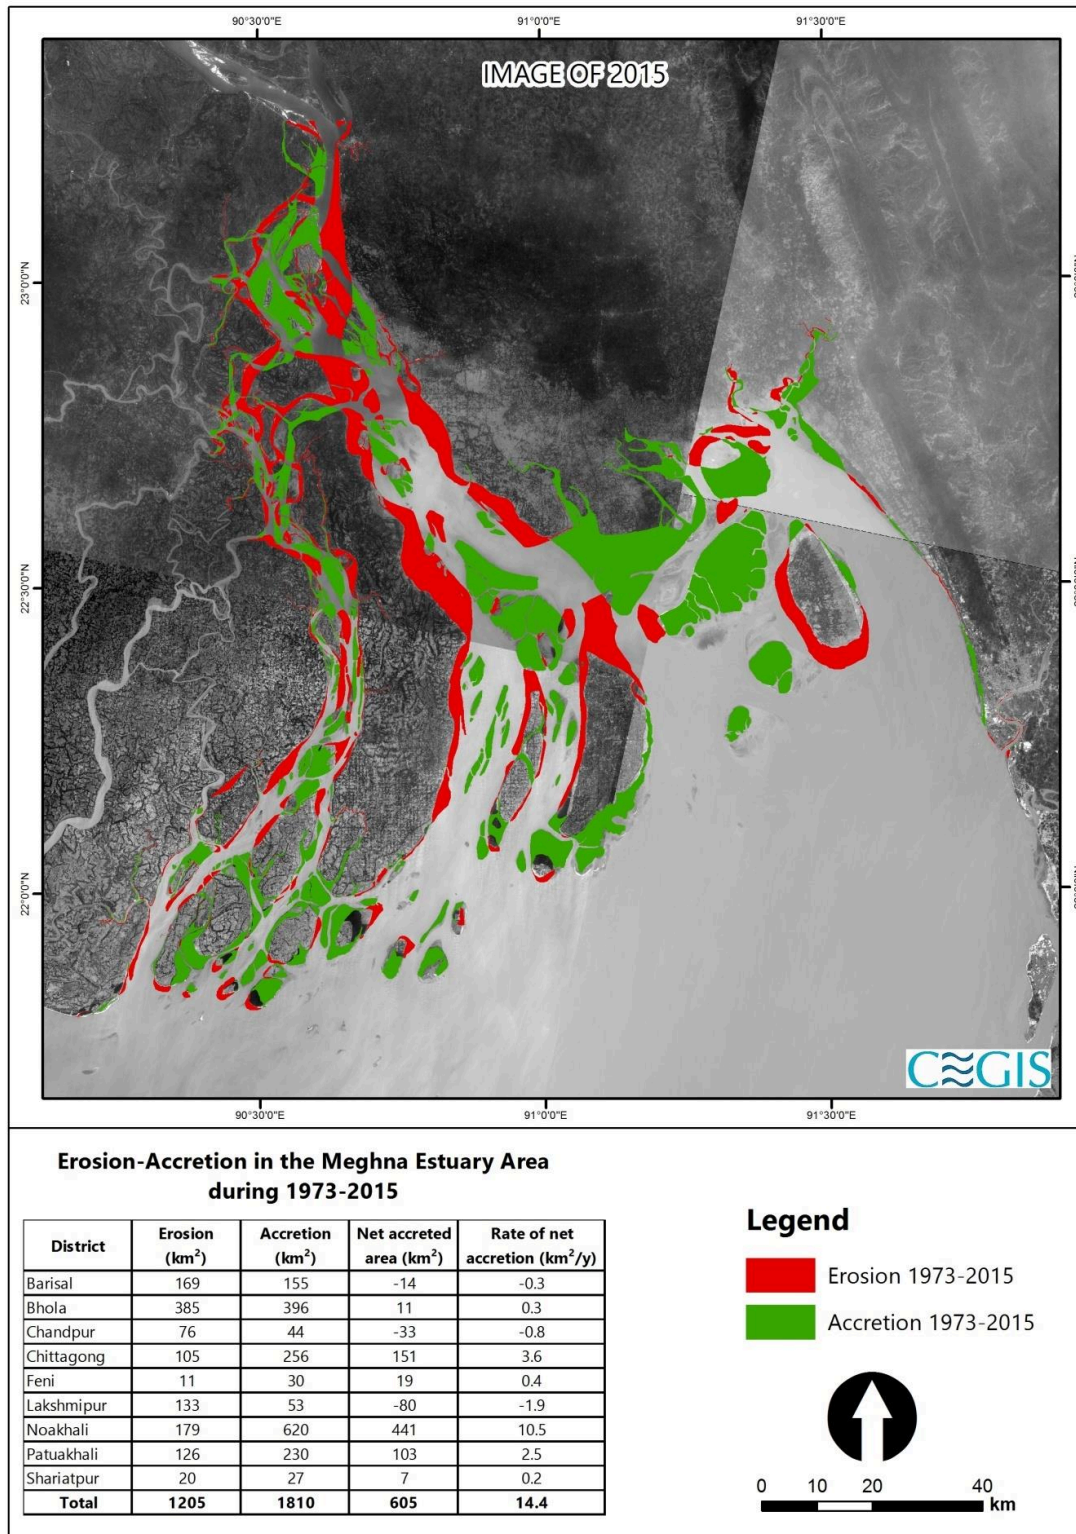 90°30'0"E 91°0'0"E 91°30'0"E
IMAGE OF 2015
23°0'0"N
22°30'0"N
22°0'0"N
CEGIS
90°30'0"E 91°0'0"E 91°30'0"E
Erosion-Accretion in the Meghna Estuary Area
during 1973-2015
District Erosion (km²) Accretion (km²) Net accreted area (km²) Rate of net accretion (km²/y)
Barisal 169 155 -14 -0.3
Bhola 385 396 11 0.3
Chandpur 76 44 -33 -0.8
Chittagong 105 256 151 3.6
Feni 11 30 19 0.4
Lakshmipur 133 53 -80 -1.9
Noakhali 179 620 441 10.5
Patuakhali 126 230 103 2.5
Shariatpur 20 27 7 0.2
Total 1205 1810 605 14.4
Legend
Erosion 1973-2015
Accretion 1973-2015
0 10 20 40
km